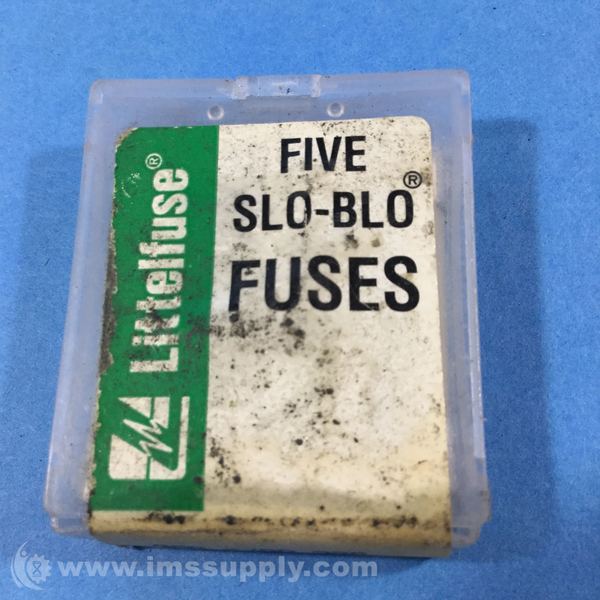 FIVE
SLO-BLO®
FUSES
Littelfuse®
www.imssupply.com